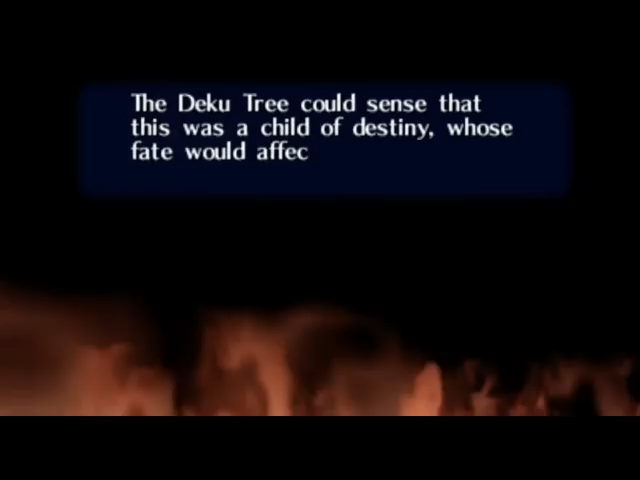 The Deku Tree could sense that
this was a child of destiny, whose
fate would affec